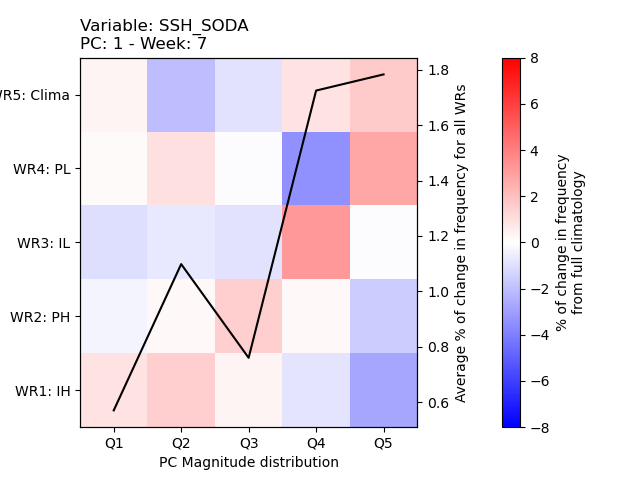 Variable: SSH_SODA
PC: 1 - Week: 7
WR5: Clima
WR4: PL
WR3: IL
WR2: PH
WR1: IH
Q1 Q2 Q3 Q4 Q5
PC Magnitude distribution
1.8
1.6
1.4
1.2
1.0
0.8
0.6
Average % of change in frequency for all WRs
8
6
4
2
0
−2
−4
−6
−8
% of change in frequency
from full climatology